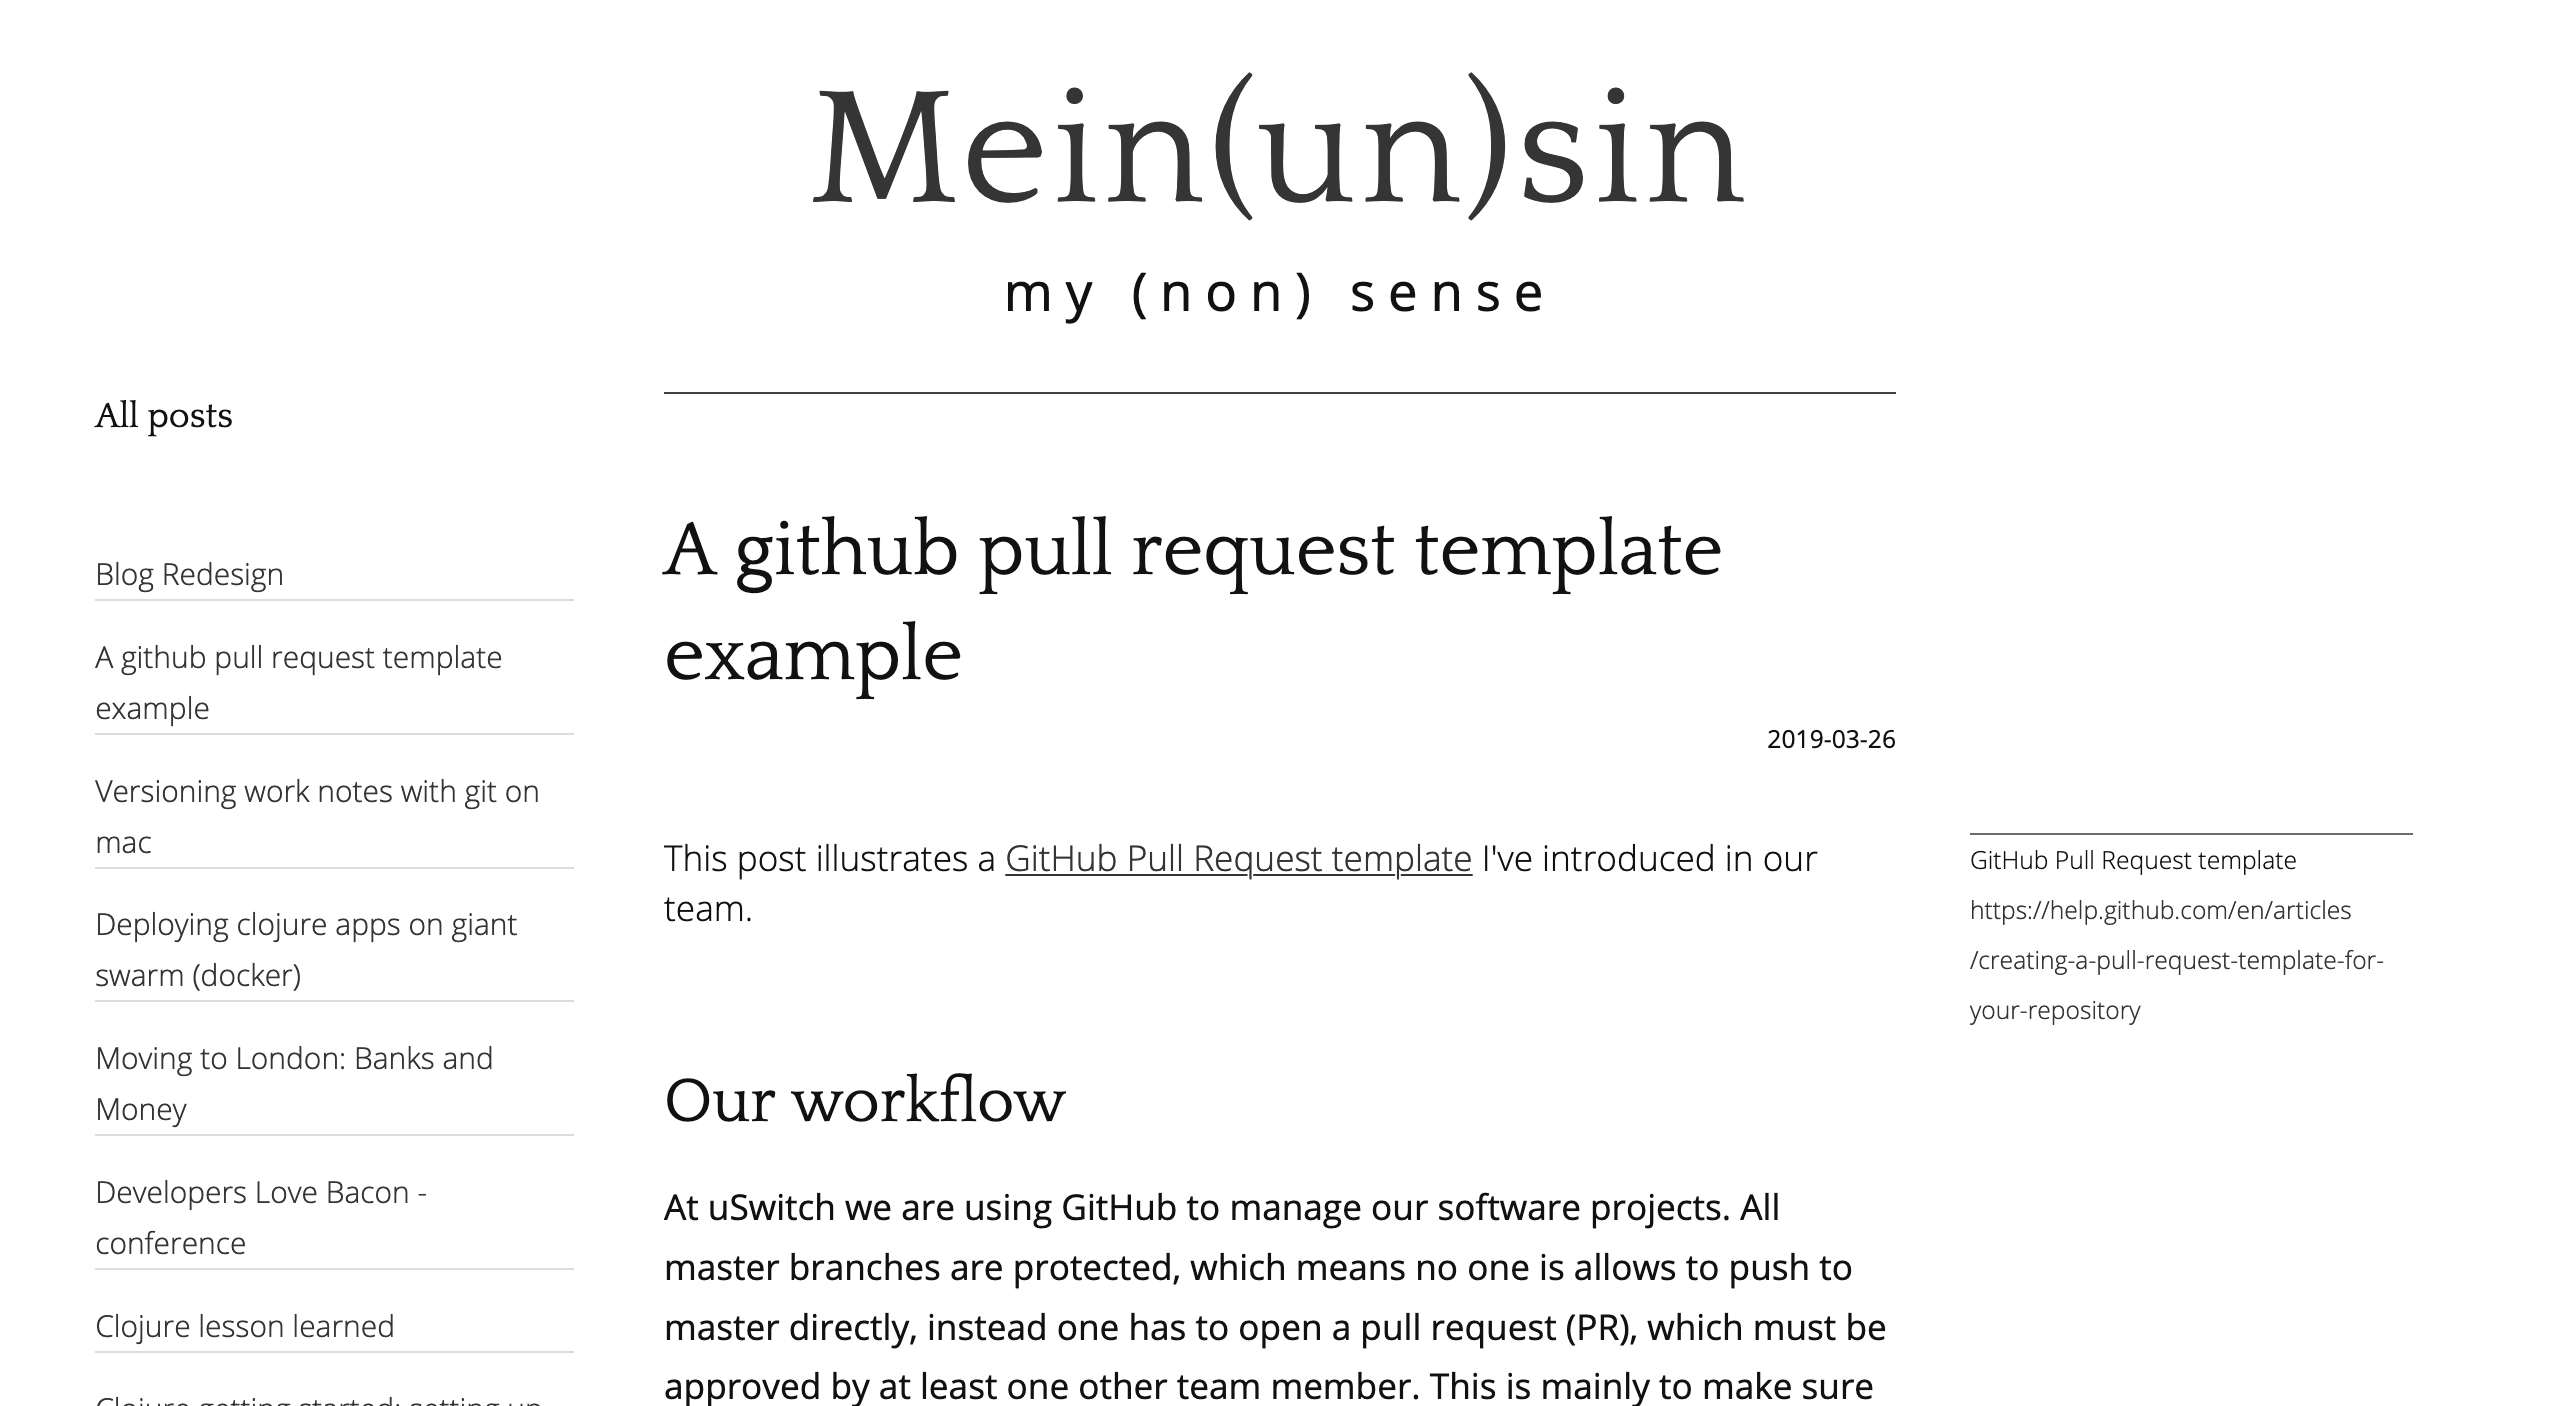 Mein(un)sin
my (non) sense
All posts
Blog Redesign
A github pull request template
example
Versioning work notes with git on
mac
Deploying clojure apps on giant
swarm (docker)
Moving to London: Banks and
Money
Developers Love Bacon -
conference
Clojure lesson learned
Clojure getting started: setting up
A github pull request template
example
2019-03-26
This post illustrates a GitHub Pull Request template I've introduced in our
team.
Our workflow
At uSwitch we are using GitHub to manage our software projects. All
master branches are protected, which means no one is allows to push to
master directly, instead one has to open a pull request (PR), which must be
approved by at least one other team member. This is mainly to make sure
GitHub Pull Request template
https://help.github.com/en/articles
/creating-a-pull-request-template-for-
your-repository